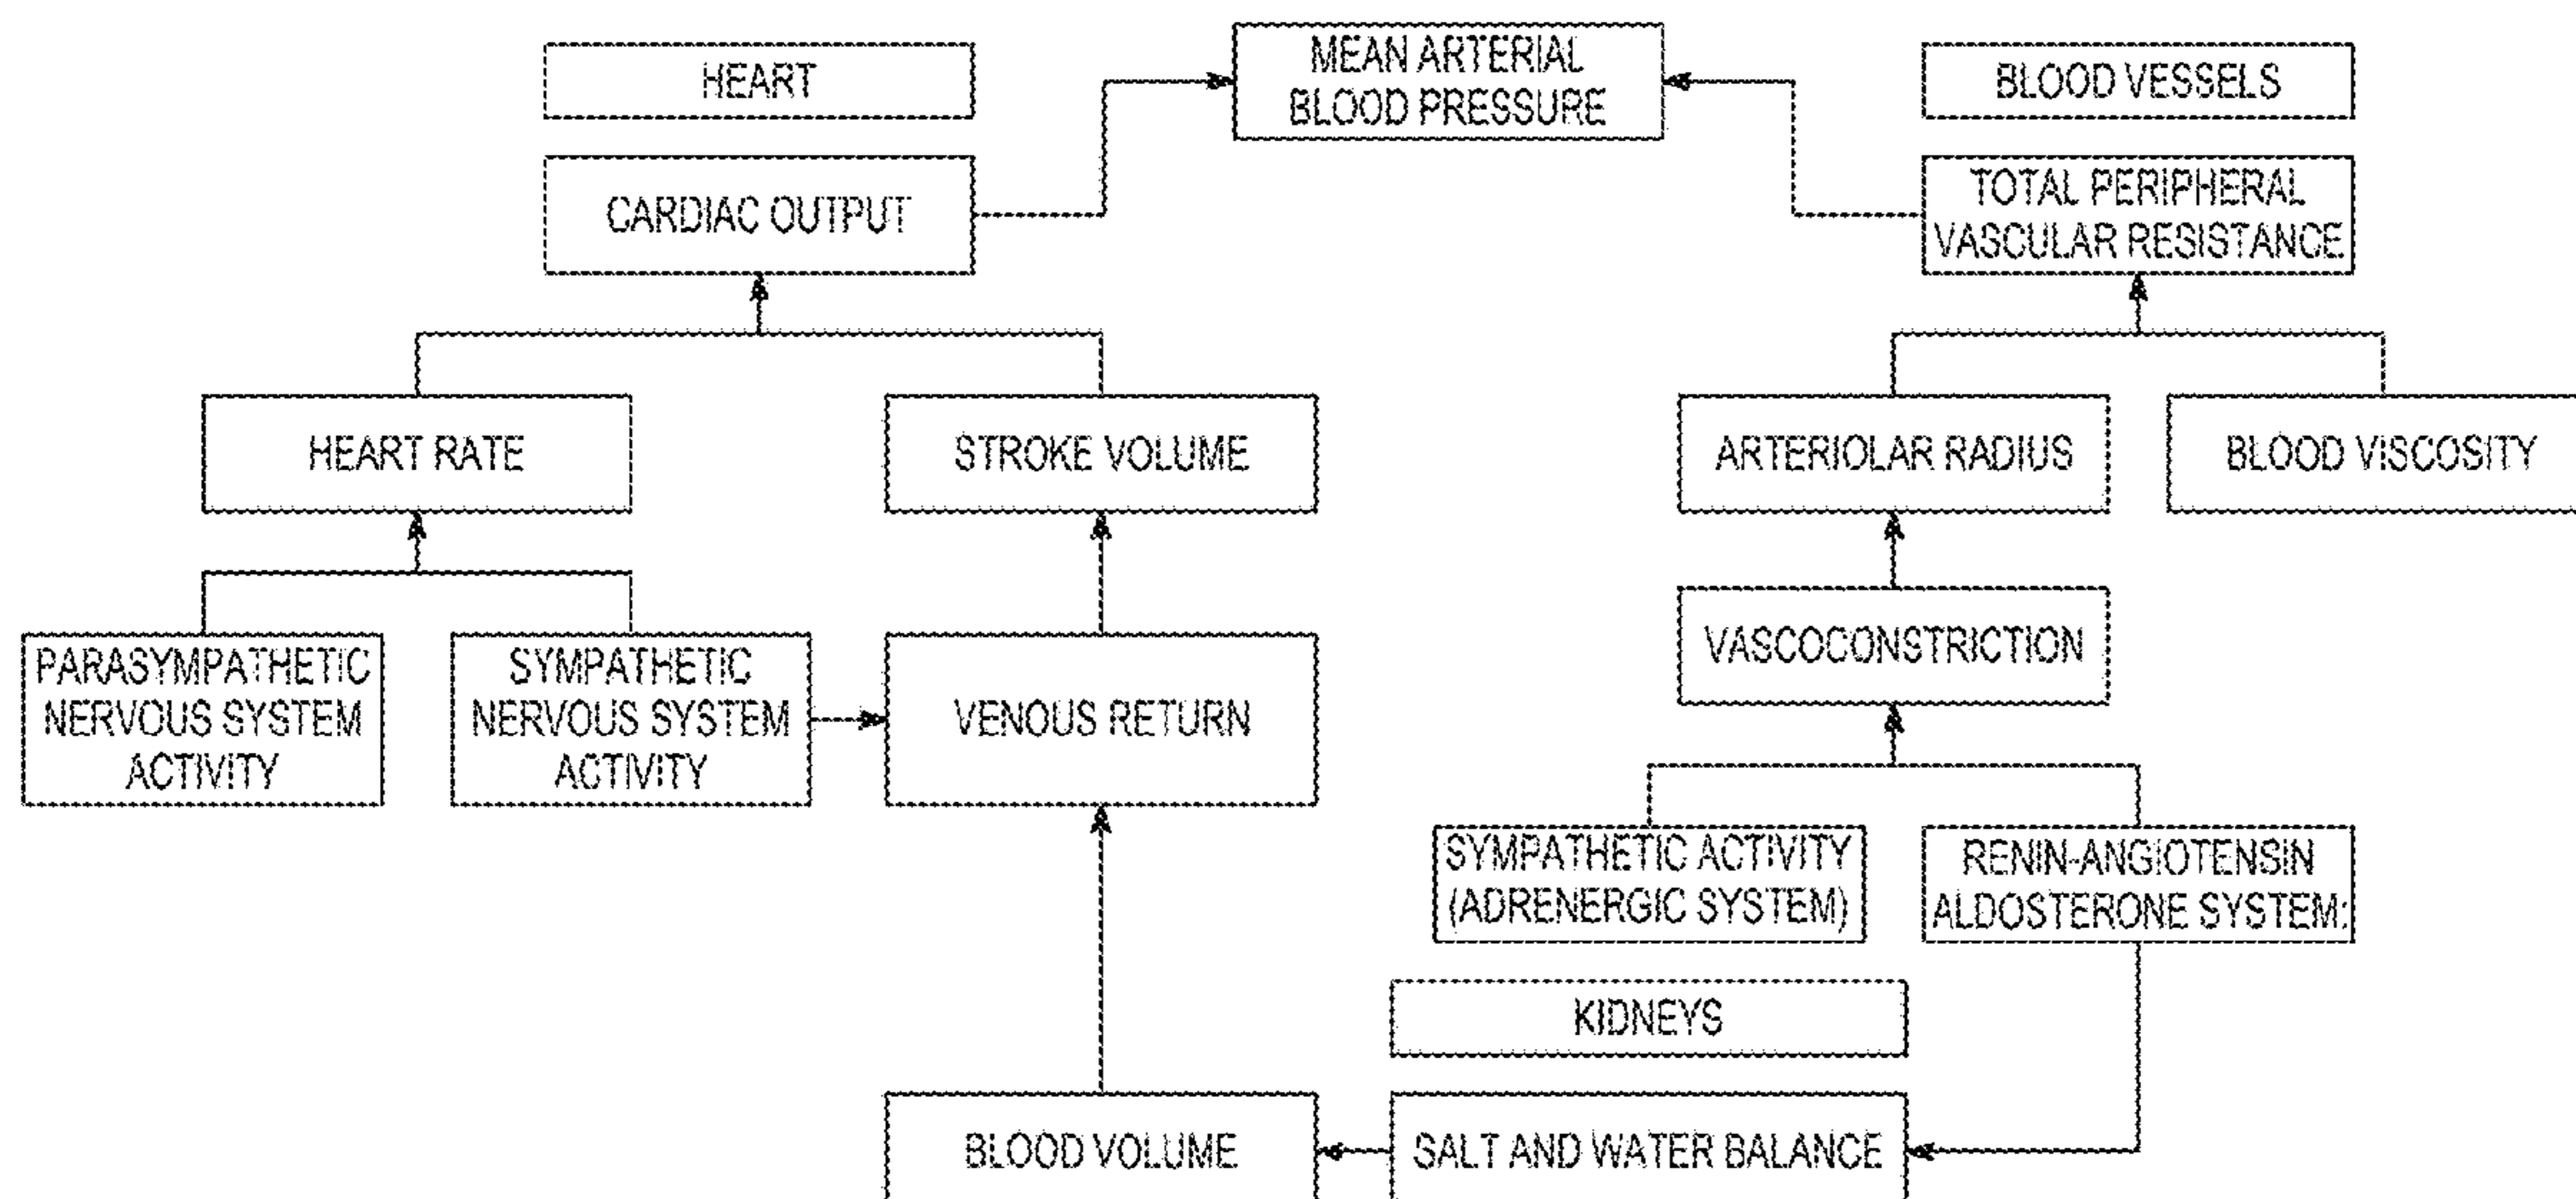 HEART
MEAN ARTERIAL
BLOOD PRESSURE
BLOOD VESSELS
CARDIAC OUTPUT
TOTAL PERIPHERAL
VASCULAR RESISTANCE
HEART RATE
STROKE VOLUME
ARTERIOLAR RADIUS
BLOOD VISCOSITY
PARASYMPATHETIC
NERVOUS SYSTEM
ACTIVITY
SYMPATHETIC
NERVOUS SYSTEM
ACTIVITY
VENOUS RETURN
VASCOCONSTRICTION
SYMPATHETIC ACTIVITY
(ADRENERGIC SYSTEM)
RENIN-ANGIOTENSIN
ALDOSTERONE SYSTEM:
KIDNEYS
BLOOD VOLUME
SALT AND WATER BALANCE